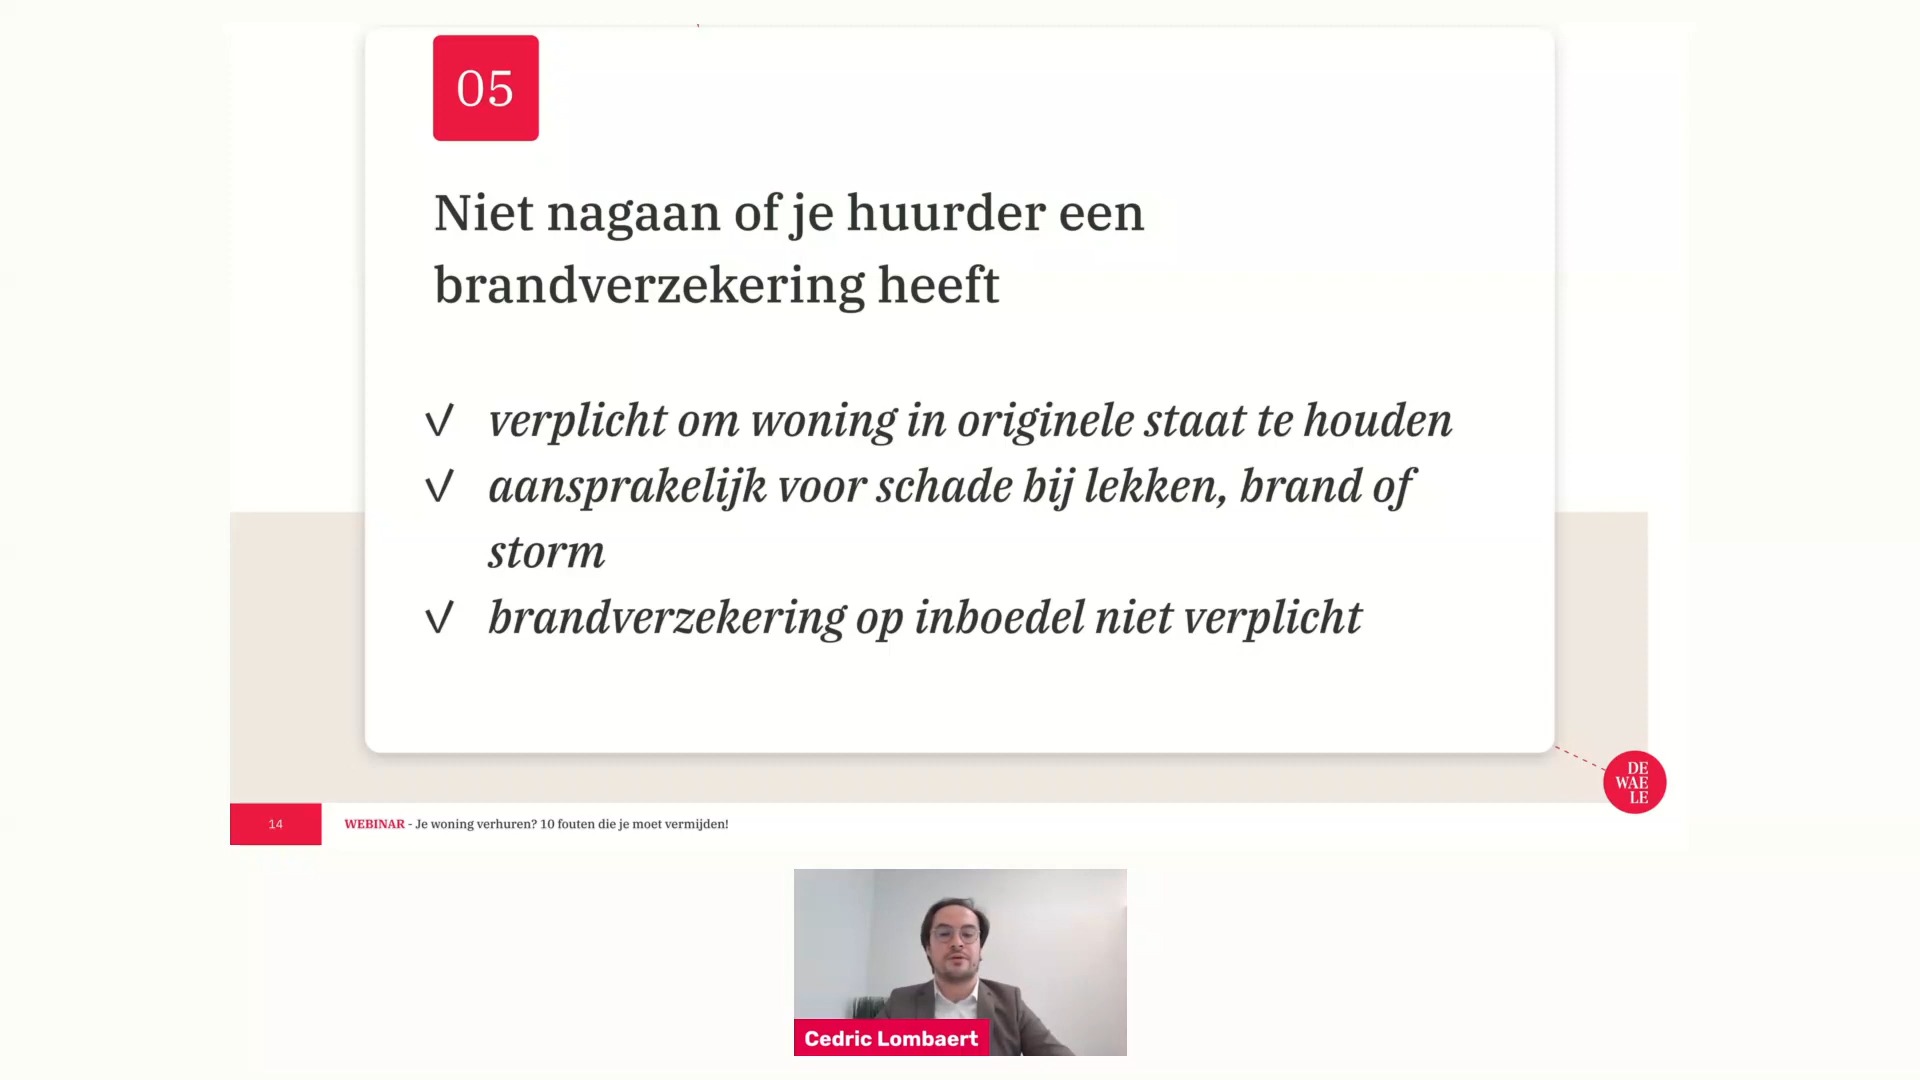 05
Niet nagaan of je huurder een
brandverzekering heeft
√ verplicht om woning in originele staat te houden
√ aansprakelijk voor schade bij lekken, brand of
storm
√ brandverzekering op inboedel niet verplicht
DE
WAE
LE
14
WEBINAR - Je woning verhuren? 10 fouten die je moet vermijden!
Cedric Lombaert